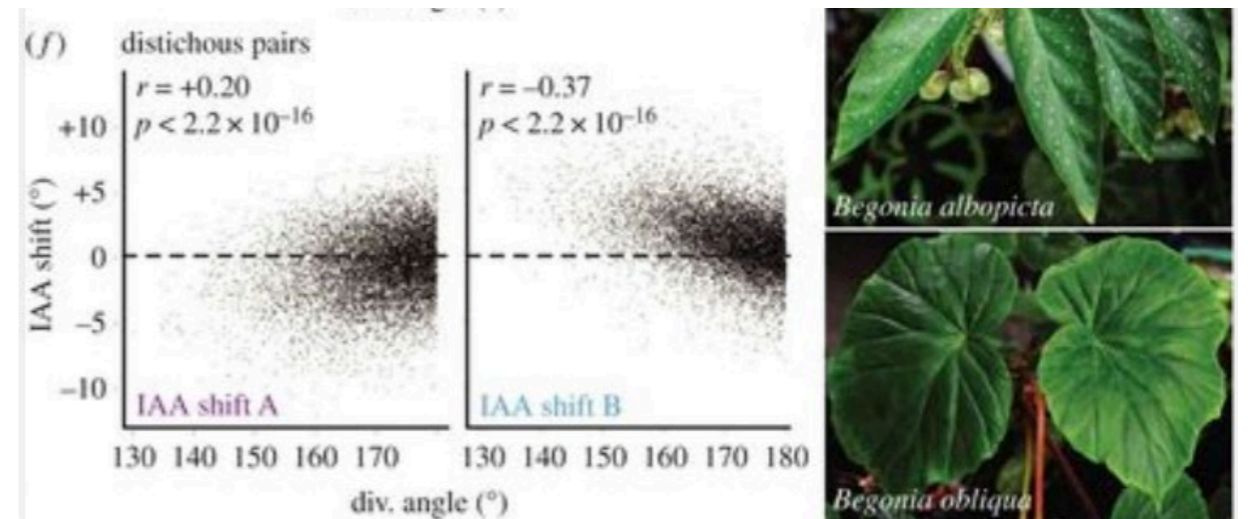 (f) distichous pairs
r = +0.20
p < 2.2 × 10⁻¹⁶
r = –0.37
p < 2.2 × 10⁻¹⁶
+10
+5
0
–5
–10
IAA shift (°)
IAA shift A
IAA shift B
130 140 150 160 170
130 140 150 160 170 180
div. angle (°)
Begonia albopicta
Begonia obliqua